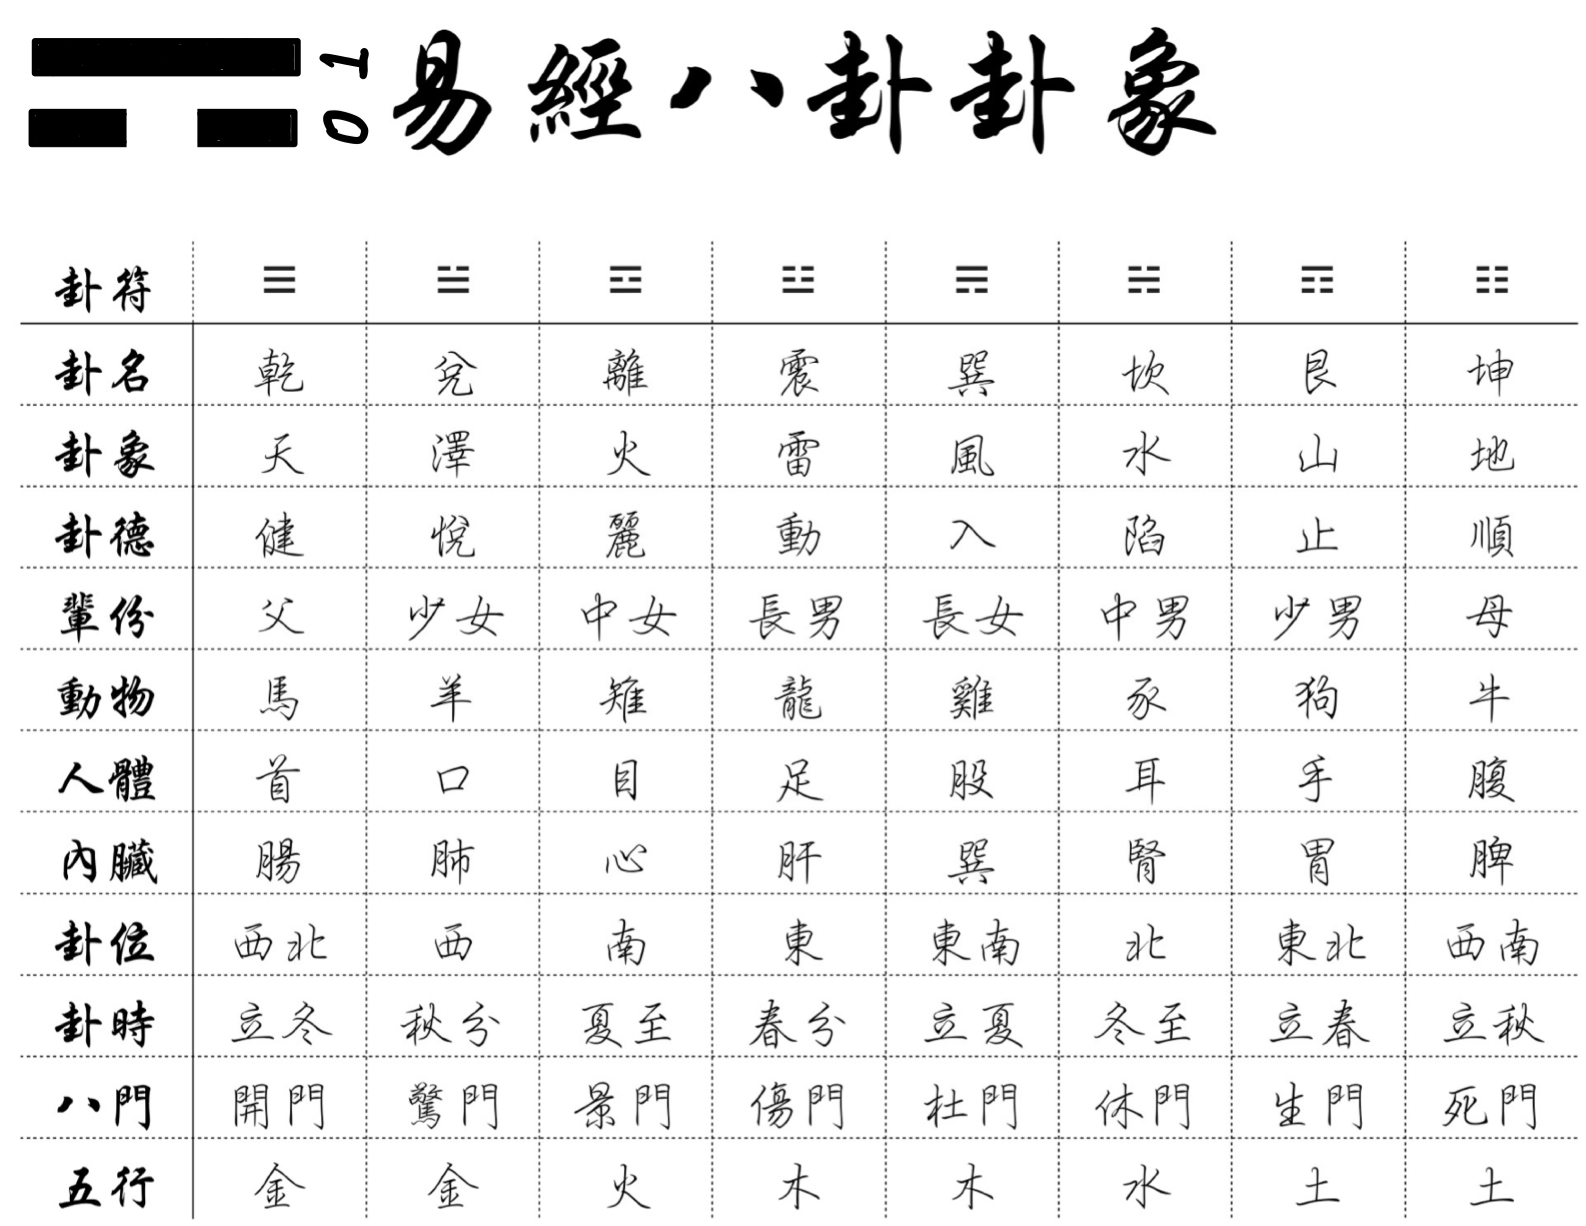 1
0
易經八卦卦象
卦符 ☰ ☱ ☲ ☳ ☴ ☵ ☶ ☷
卦名 乾 兌 離 震 巽 坎 艮 坤
卦象 天 澤 火 雷 風 水 山 地
卦德 健 悅 麗 動 入 陷 止 順
輩份 父 少女 中女 長男 長女 中男 少男 母
動物 馬 羊 雉 龍 雞 豕 狗 牛
人體 首 口 目 足 股 耳 手 腹
內臟 腸 肺 心 肝 巽 腎 胃 脾
卦位 西北 西 南 東 東南 北 東北 西南
卦時 立冬 秋分 夏至 春分 立夏 冬至 立春 立秋
八門 開門 驚門 景門 傷門 杜門 休門 生門 死門
五行 金 金 火 木 木 水 土 土